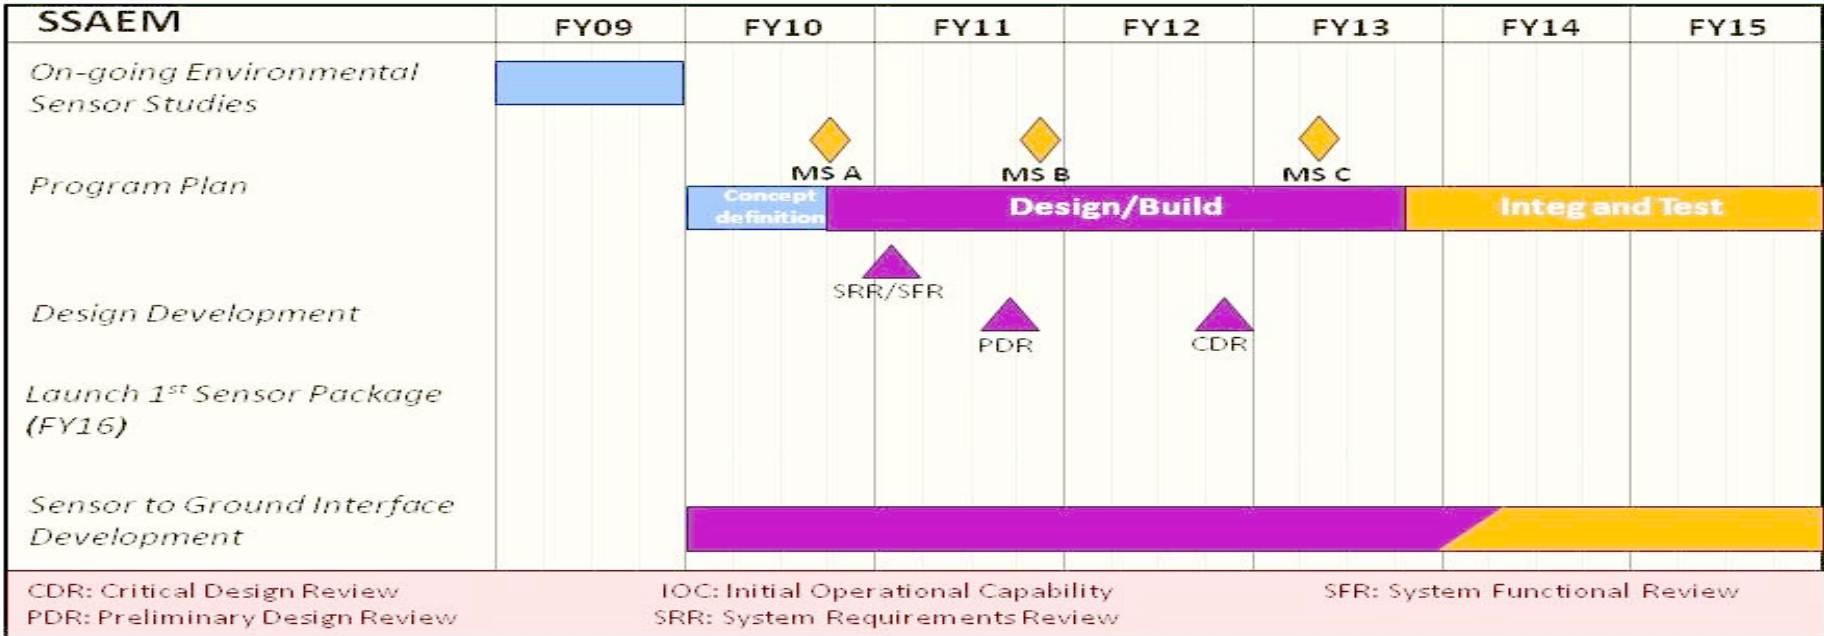 SSAEM FY09 FY10 FY11 FY12 FY13 FY14 FY15
On-going Environmental
Sensor Studies
MS A MS B MS C
Program Plan
Concept
definition
Design/Build
Integ and Test
SRR/SFR
Design Development
PDR CDR
Launch 1st Sensor Package
(FY16)
Sensor to Ground Interface
Development
CDR: Critical Design Review IOC: Initial Operational Capability SFR: System Functional Review
PDR: Preliminary Design Review SRR: System Requirements Review